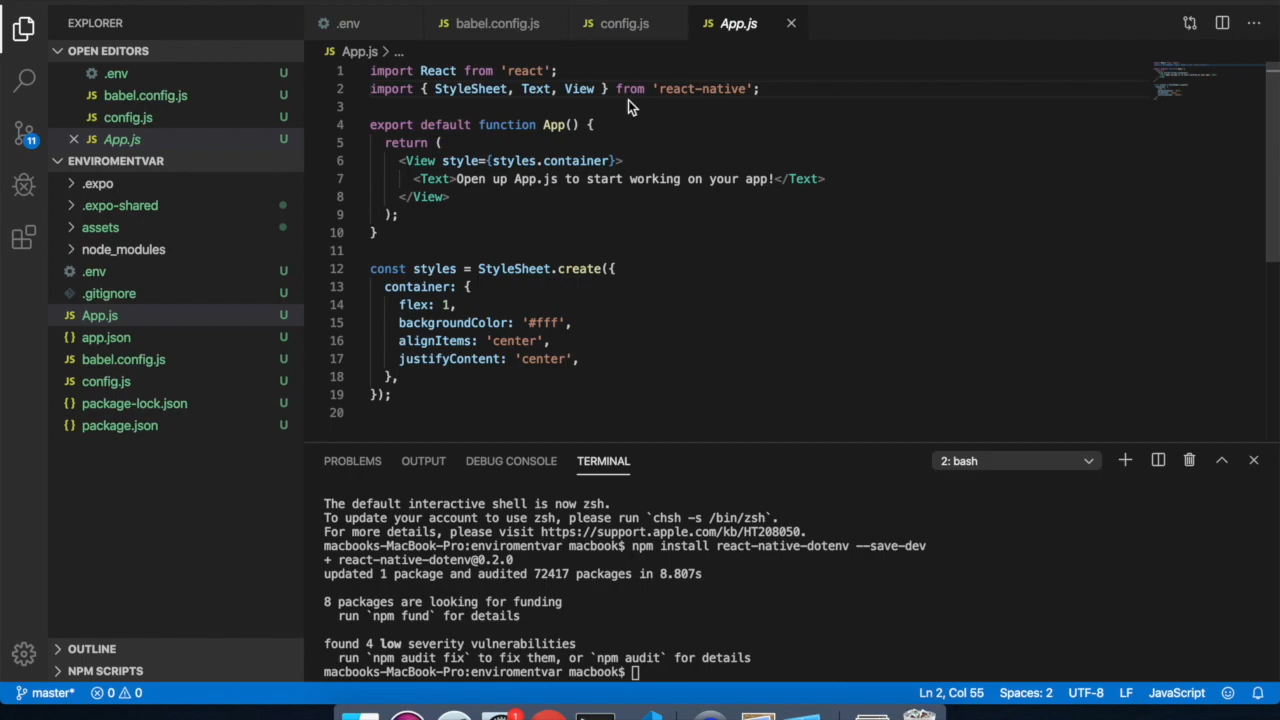 EXPLORER
OPEN EDITORS
.env U
babel.config.js U
config.js U
App.js U
ENVIROMENTVAR
.expo
.expo-shared
assets
node_modules
.env U
.gitignore U
App.js U
app.json U
babel.config.js U
config.js U
package-lock.json U
package.json U
OUTLINE
NPM SCRIPTS
11
.env
JS babel.config.js
JS config.js
JS App.js
JS App.js > ...
1 import React from 'react';
2 import { StyleSheet, Text, View } from 'react-native';
3
4 export default function App() {
5 return (
6 <View style={styles.container}>
7 <Text>Open up App.js to start working on your app!</Text>
8 </View>
9 );
10 }
11
12 const styles = StyleSheet.create({
13 container: {
14 flex: 1,
15 backgroundColor: '#fff',
16 alignItems: 'center',
17 justifyContent: 'center',
18 },
19 });
20
PROBLEMS OUTPUT DEBUG CONSOLE TERMINAL 2: bash
The default interactive shell is now zsh.
To update your account to use zsh, please run `chsh -s /bin/zsh`.
For more details, please visit https://support.apple.com/kb/HT208050.
macbooks-MacBook-Pro:enviromentvar macbook$ npm install react-native-dotenv --save-dev
+ react-native-dotenv@0.2.0
updated 1 package and audited 72417 packages in 8.807s
8 packages are looking for funding
run `npm fund` for details
found 4 low severity vulnerabilities
run `npm audit fix` to fix them, or `npm audit` for details
macbooks-MacBook-Pro:enviromentvar macbook$
master* 0 0 Ln 2, Col 55 Spaces: 2 UTF-8 LF JavaScript
1